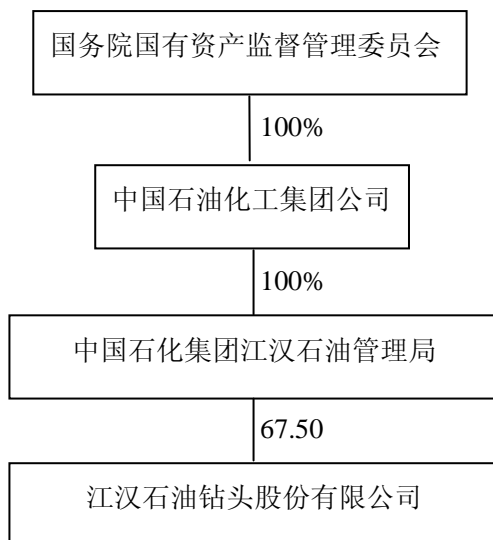 国务院国有资产监督管理委员会
100%
中国石油化工集团公司
100%
中国石化集团江汉石油管理局
67.50
江汉石油钻头股份有限公司